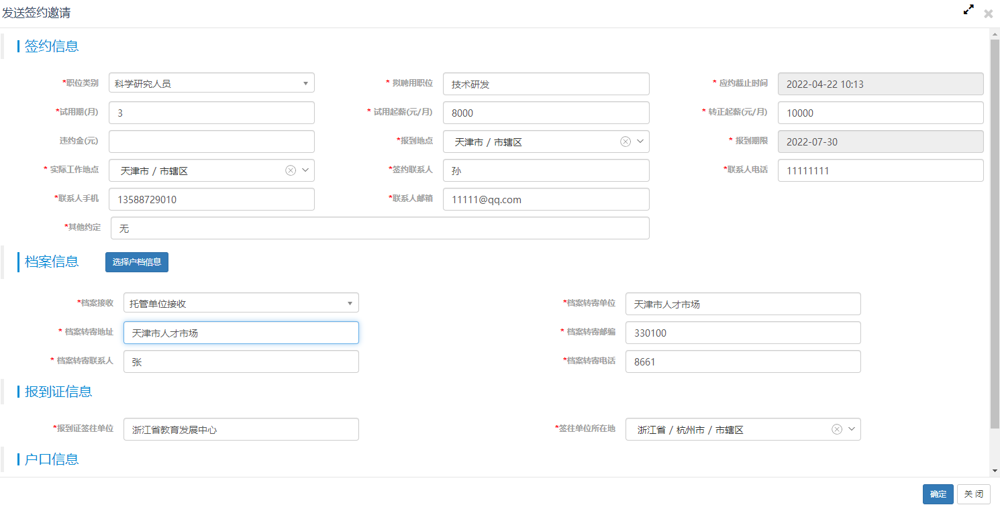 发送签约邀请
签约信息
*职位类别 科学研究人员 * 拟聘用职位 技术研发 * 应约截止时间 2022-04-22 10:13
*试用期(月) 3 * 试用起薪(元/月) 8000 * 转正起薪(元/月) 10000
违约金(元) *报到地点 天津市 / 市辖区 * 报到期限 2022-07-30
* 实际工作地点 天津市 / 市辖区 *签约联系人 孙 *联系人电话 11111111
*联系人手机 13588729010 *联系人邮箱 11111@qq.com
*其他约定 无
档案信息 选择户档信息
*档案接收 托管单位接收 *档案转寄单位 天津市人才市场
* 档案转寄地址 天津市人才市场 * 档案转寄邮编 330100
* 档案转寄联系人 张 *档案转寄电话 8661
报到证信息
*报到证签往单位 浙江省教育发展中心 *签往单位所在地 浙江省 / 杭州市 / 市辖区
户口信息
确定 关 闭